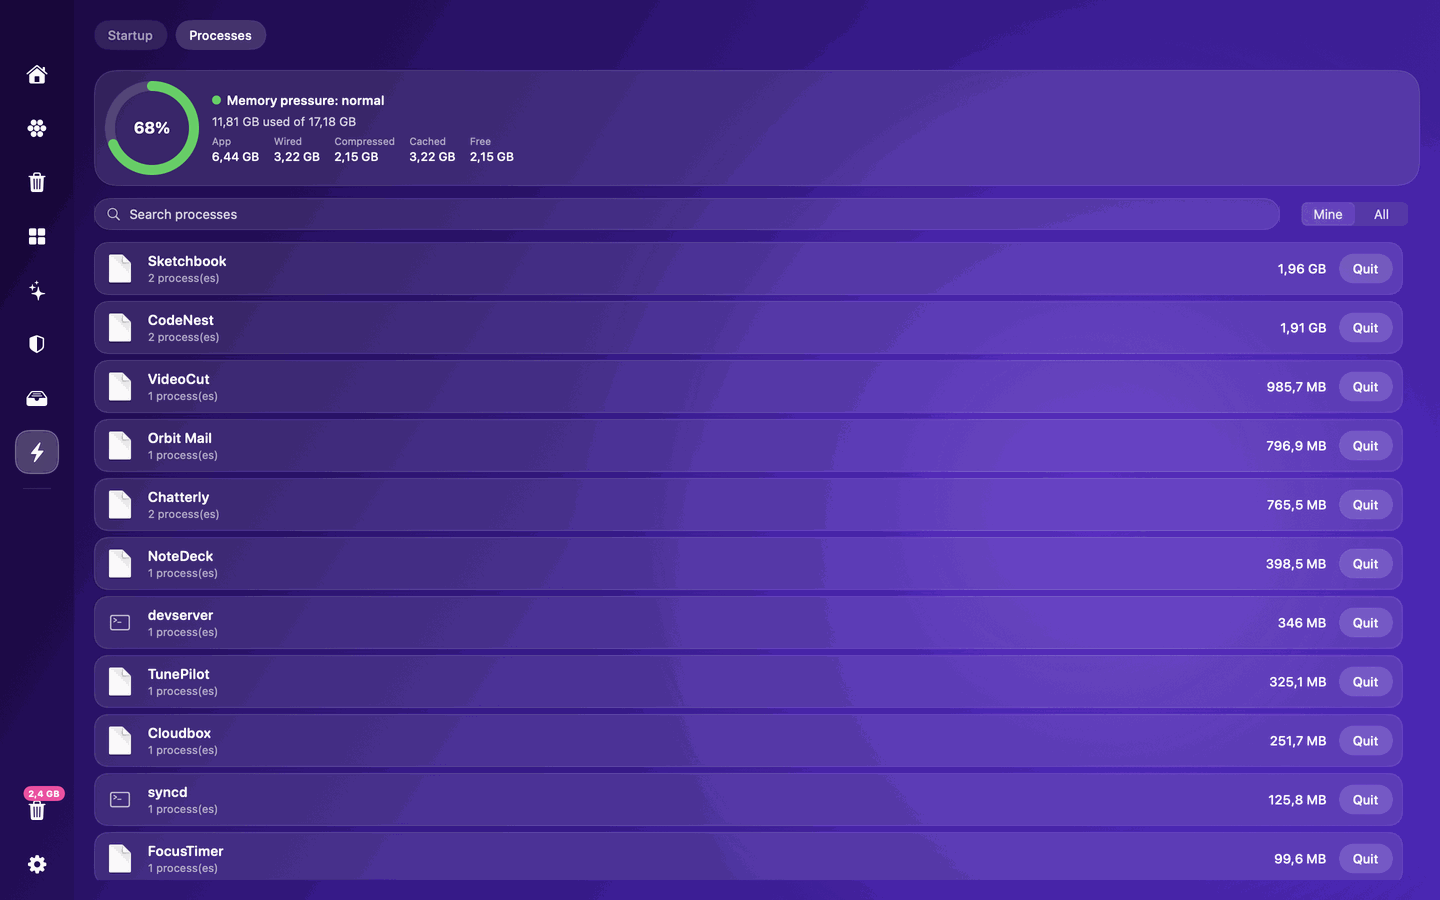 Startup
Processes
68%
Memory pressure: normal
11,81 GB used of 17,18 GB
App Wired Compressed Cached Free
6,44 GB 3,22 GB 2,15 GB 3,22 GB 2,15 GB
Search processes
Mine All
Sketchbook
2 process(es)
1,96 GB Quit
CodeNest
2 process(es)
1,91 GB Quit
VideoCut
1 process(es)
985,7 MB Quit
Orbit Mail
1 process(es)
796,9 MB Quit
Chatterly
2 process(es)
765,5 MB Quit
NoteDeck
1 process(es)
398,5 MB Quit
devserver
1 process(es)
346 MB Quit
TunePilot
1 process(es)
325,1 MB Quit
Cloudbox
1 process(es)
251,7 MB Quit
syncd
1 process(es)
125,8 MB Quit
FocusTimer
1 process(es)
99,6 MB Quit
2,4 GB